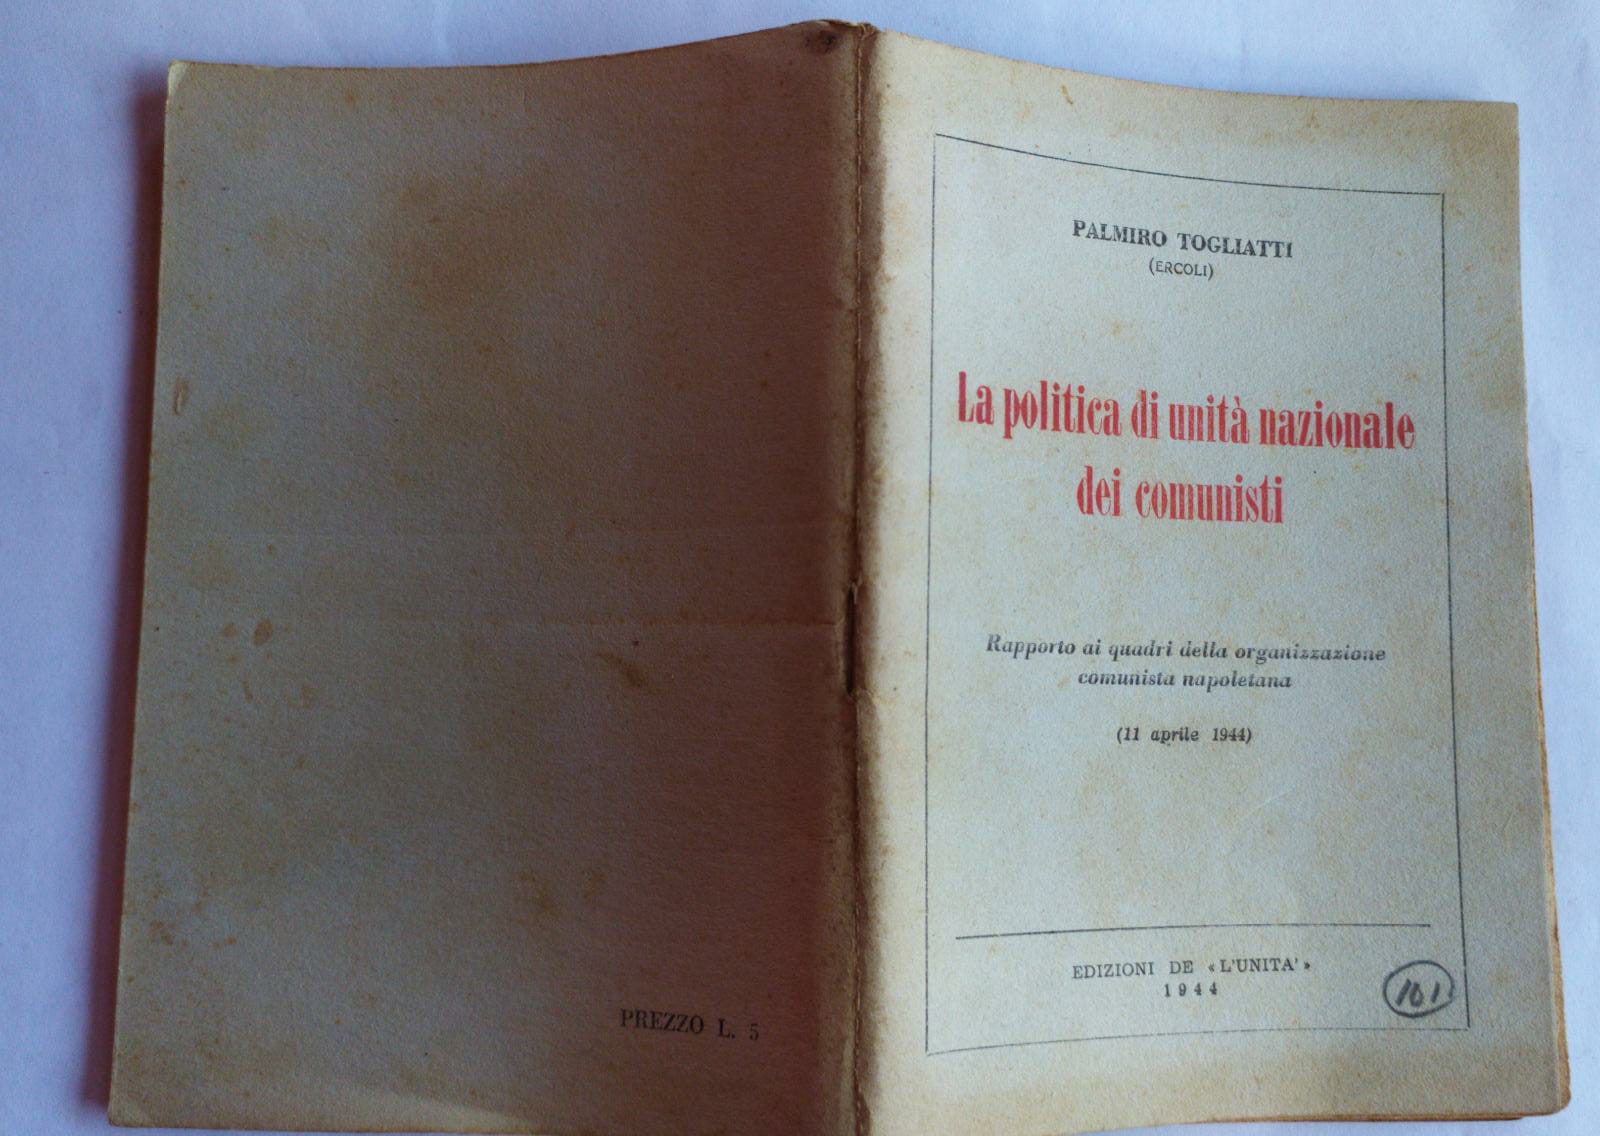 PALMIRO TOGLIATTI
(ERCOLI)
La politica di unità nazionale
dei comunisti
Rapporto ai quadri della organizzazione
comunista napoletana
(11 aprile 1944)
EDIZIONI DE « L'UNITA' »
1944
101
PREZZO L. 5